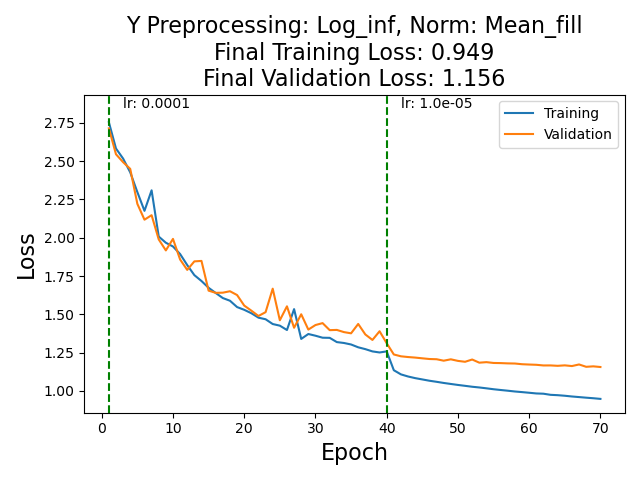 Y Preprocessing: Log_inf, Norm: Mean_fill
Final Training Loss: 0.949
Final Validation Loss: 1.156
lr: 0.0001
lr: 1.0e-05
Training
Validation
2.75
2.50
2.25
2.00
1.75
1.50
1.25
1.00
Loss
0 10 20 30 40 50 60 70
Epoch